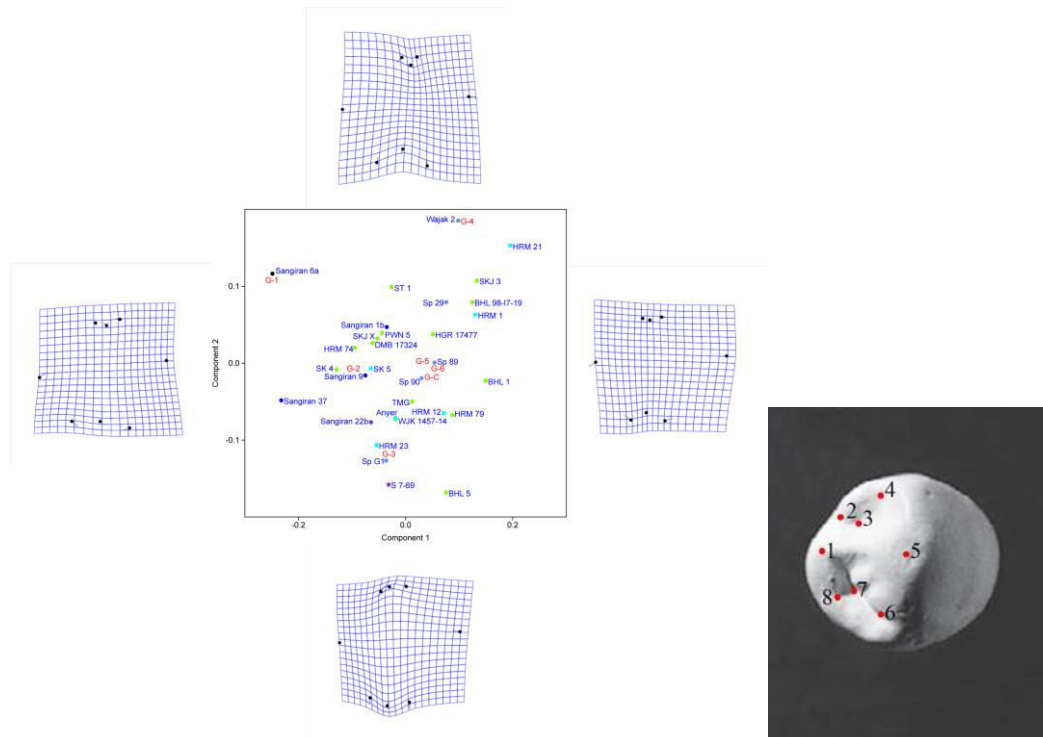 Wajak 2
G-4
HRM 21
Sangiran 6a
G-1
SKJ 3
ST 1
Sp 29
BHL 98-I7-19
HRM 1
Sangiran 1b
SKJ X
PWN 5
HGR 17477
HRM 74
DMB 17324
G-5
Sp 89
SK 4
G-2
SK 5
G-6
Sangiran 9
Sp 90
G-C
BHL 1
Sangiran 37
TMG
Anyer
HRM 12
HRM 79
Sangiran 22b
WJK 1457-14
HRM 23
G-3
Sp G1
S 7-69
BHL 5
0.1
0.0
-0.1
Component 2
-0.2
0.0
0.2
Component 1
4
2
3
1
5
7
8
6